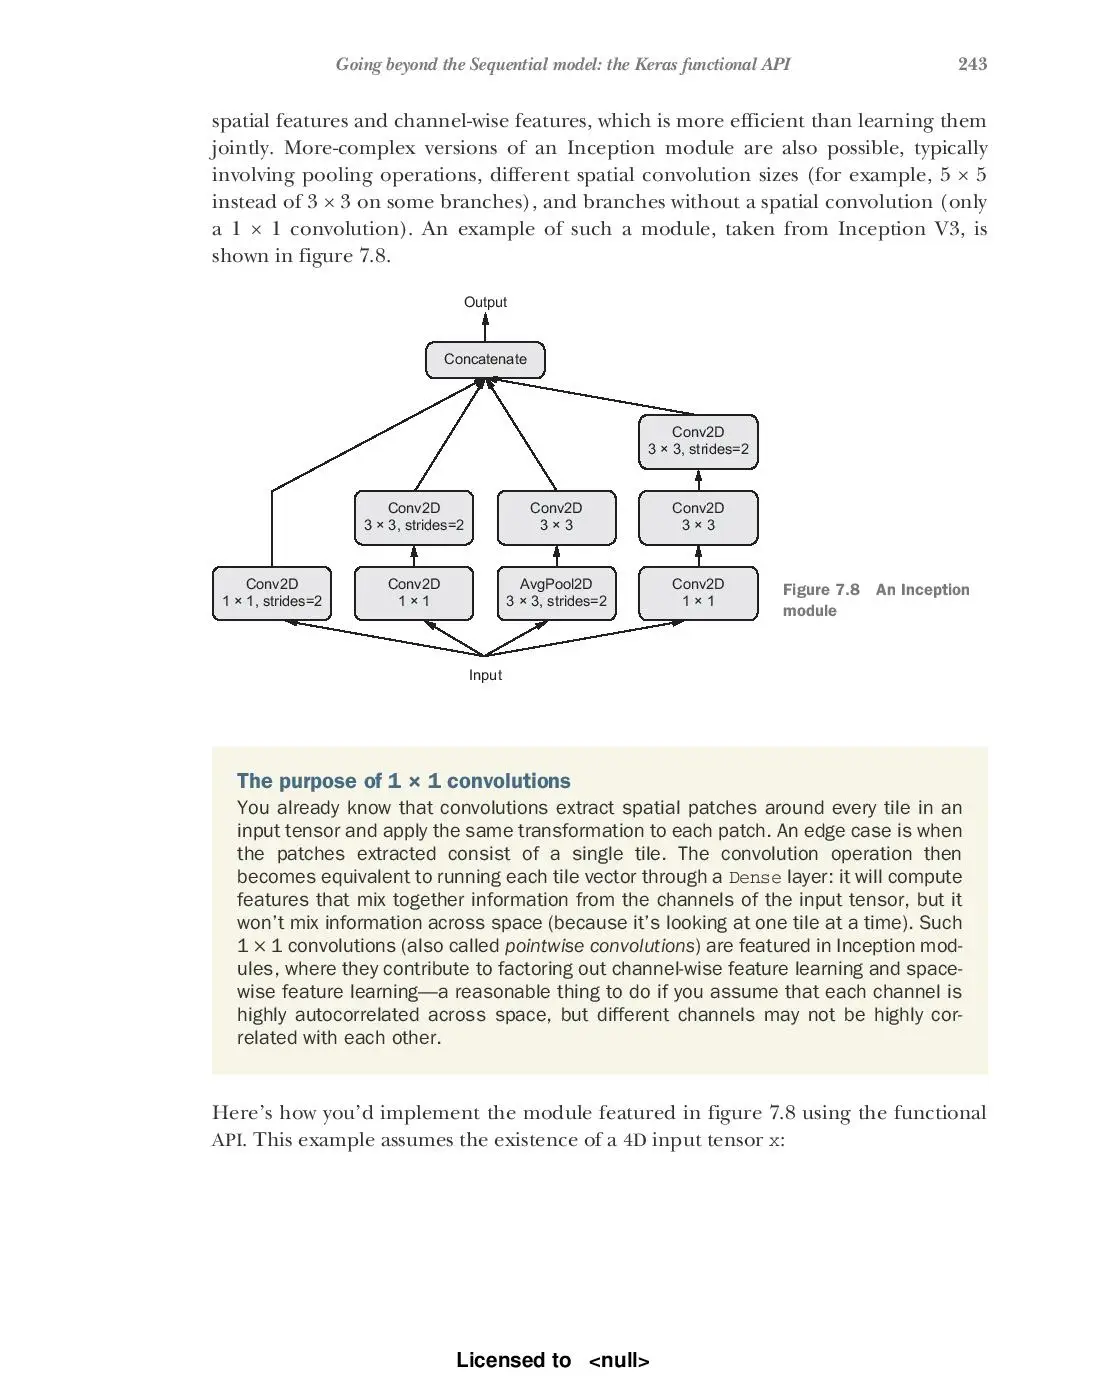 Going beyond the Sequential model: the Keras functional API 243
spatial features and channel-wise features, which is more efficient than learning them
jointly. More-complex versions of an Inception module are also possible, typically
involving pooling operations, different spatial convolution sizes (for example, 5 × 5
instead of 3 × 3 on some branches), and branches without a spatial convolution (only
a 1 × 1 convolution). An example of such a module, taken from Inception V3, is
shown in figure 7.8.
Output
Concatenate
Conv2D
3 × 3, strides=2
Conv2D
3 × 3, strides=2
Conv2D
3 × 3
Conv2D
3 × 3
Conv2D
1 × 1, strides=2
Conv2D
1 × 1
AvgPool2D
3 × 3, strides=2
Conv2D
1 × 1
Figure 7.8 An Inception
module
Input
The purpose of 1 × 1 convolutions
You already know that convolutions extract spatial patches around every tile in an
input tensor and apply the same transformation to each patch. An edge case is when
the patches extracted consist of a single tile. The convolution operation then
becomes equivalent to running each tile vector through a Dense layer: it will compute
features that mix together information from the channels of the input tensor, but it
won't mix information across space (because it's looking at one tile at a time). Such
1 × 1 convolutions (also called pointwise convolutions) are featured in Inception mod-
ules, where they contribute to factoring out channel-wise feature learning and space-
wise feature learning—a reasonable thing to do if you assume that each channel is
highly autocorrelated across space, but different channels may not be highly cor-
related with each other.
Here's how you'd implement the module featured in figure 7.8 using the functional
API. This example assumes the existence of a 4D input tensor x:
Licensed to <null>